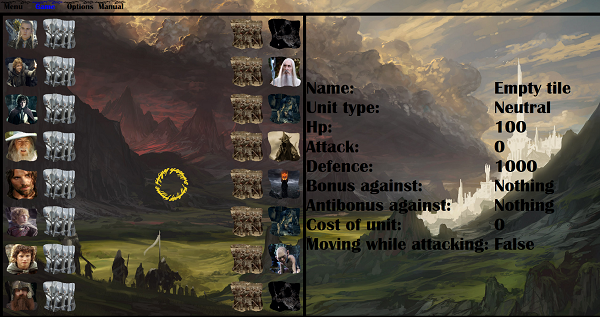 Menu Game Options Manual
Name: Empty tile
Unit type: Neutral
Hp: 100
Attack: 0
Defence: 1000
Bonus against: Nothing
Antibonus against: Nothing
Cost of unit: 0
Moving while attacking: False